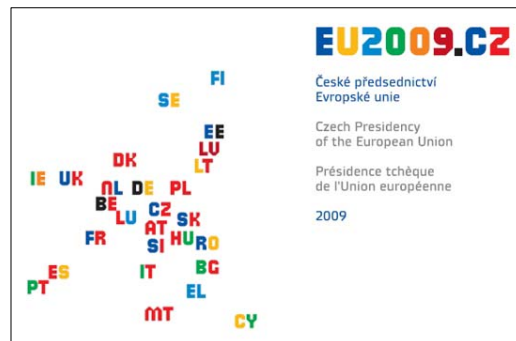 EU2009.CZ
České předsednictví
Evropské unie
Czech Presidency
of the European Union
Présidence tchèque
de l'Union européenne
2009
FI
SE
EE
LV
LT
DK
IE UK
NL DE PL
BE
CZ
LU
SK
AT
FR
SI
HU
RO
IT
BG
ES
PT
EL
MT
CY